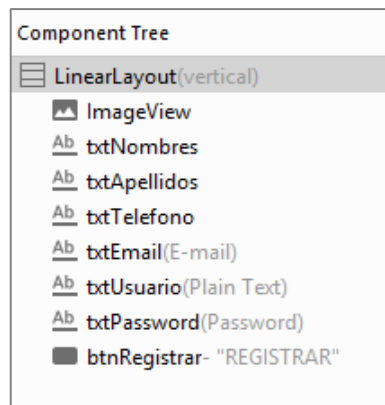 Component Tree
LinearLayout(vertical)
ImageView
Ab txtNombres
Ab txtApellidos
Ab txtTelefono
Ab txtEmail(E-mail)
Ab txtUsuario(Plain Text)
Ab txtPassword(Password)
btnRegistrar- "REGISTRAR"